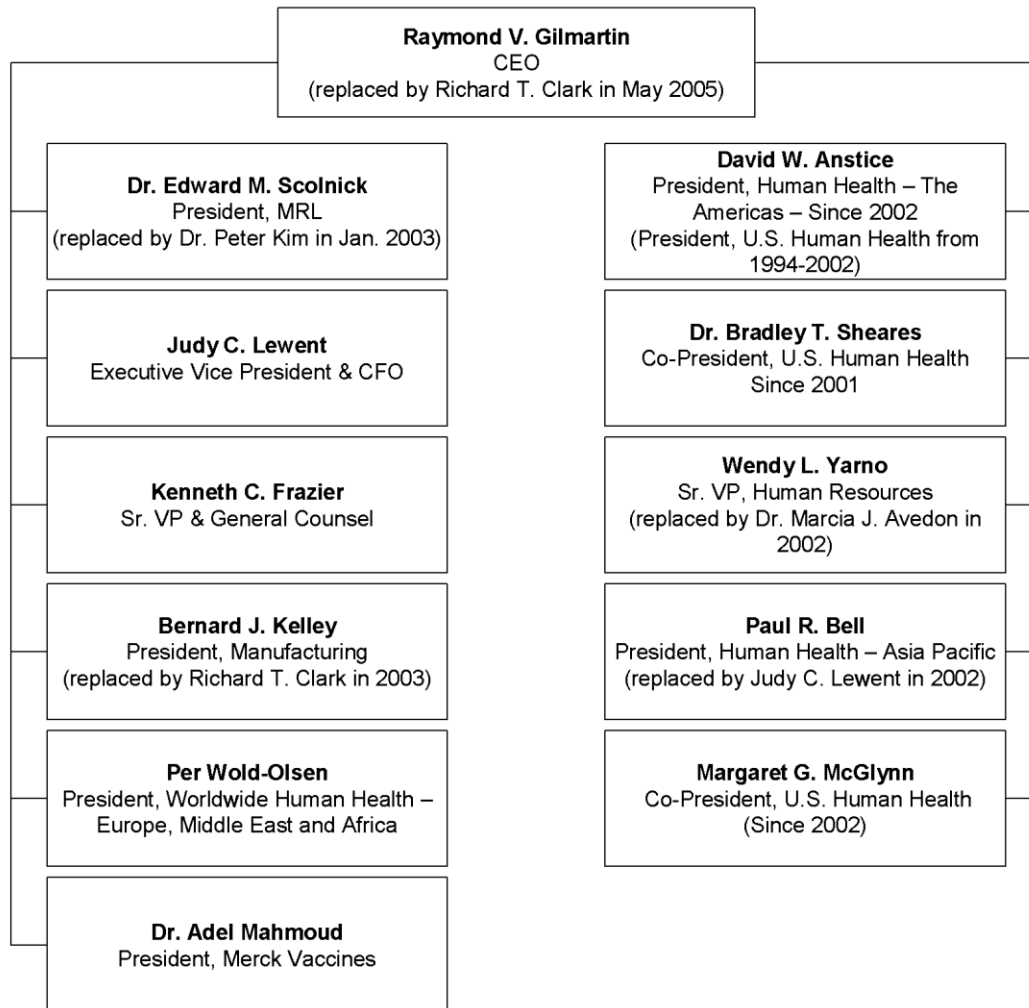 Raymond V. Gilmartin
CEO
(replaced by Richard T. Clark in May 2005)
Dr. Edward M. Scolnick
President, MRL
(replaced by Dr. Peter Kim in Jan. 2003)
Judy C. Lewent
Executive Vice President & CFO
Kenneth C. Frazier
Sr. VP & General Counsel
Bernard J. Kelley
President, Manufacturing
(replaced by Richard T. Clark in 2003)
Per Wold-Olsen
President, Worldwide Human Health –
Europe, Middle East and Africa
Dr. Adel Mahmoud
President, Merck Vaccines
David W. Anstice
President, Human Health – The
Americas – Since 2002
(President, U.S. Human Health from
1994-2002)
Dr. Bradley T. Sheares
Co-President, U.S. Human Health
Since 2001
Wendy L. Yarno
Sr. VP, Human Resources
(replaced by Dr. Marcia J. Avedon in
2002)
Paul R. Bell
President, Human Health – Asia Pacific
(replaced by Judy C. Lewent in 2002)
Margaret G. McGlynn
Co-President, U.S. Human Health
(Since 2002)